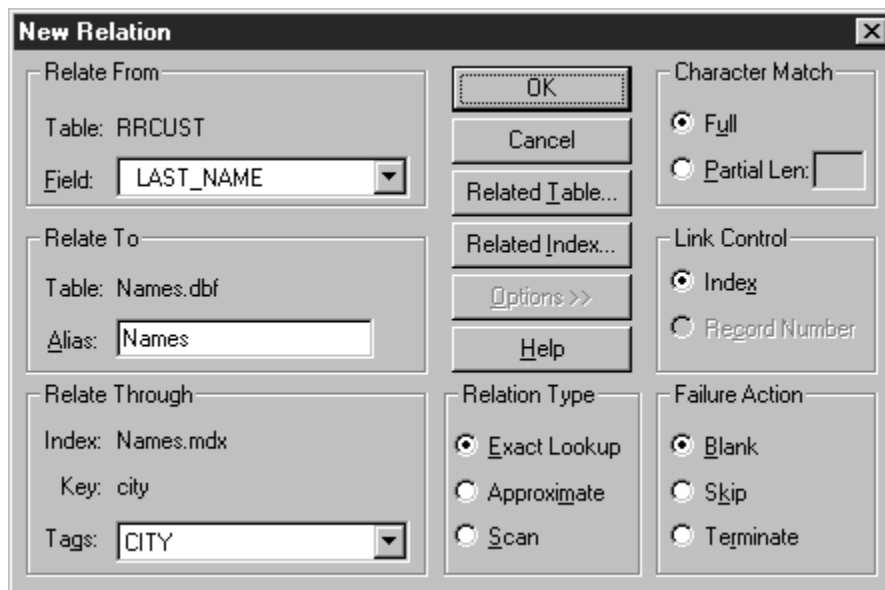 New Relation
Relate From
Table: RRCUST
Field: LAST_NAME
Relate To
Table: Names.dbf
Alias: Names
Relate Through
Index: Names.mdx
Key: city
Tags: CITY
OK
Cancel
Related Table...
Related Index...
Options >>
Help
Relation Type
Exact Lookup
Approximate
Scan
Character Match
Full
Partial Len:
Link Control
Index
Record Number
Failure Action
Blank
Skip
Terminate